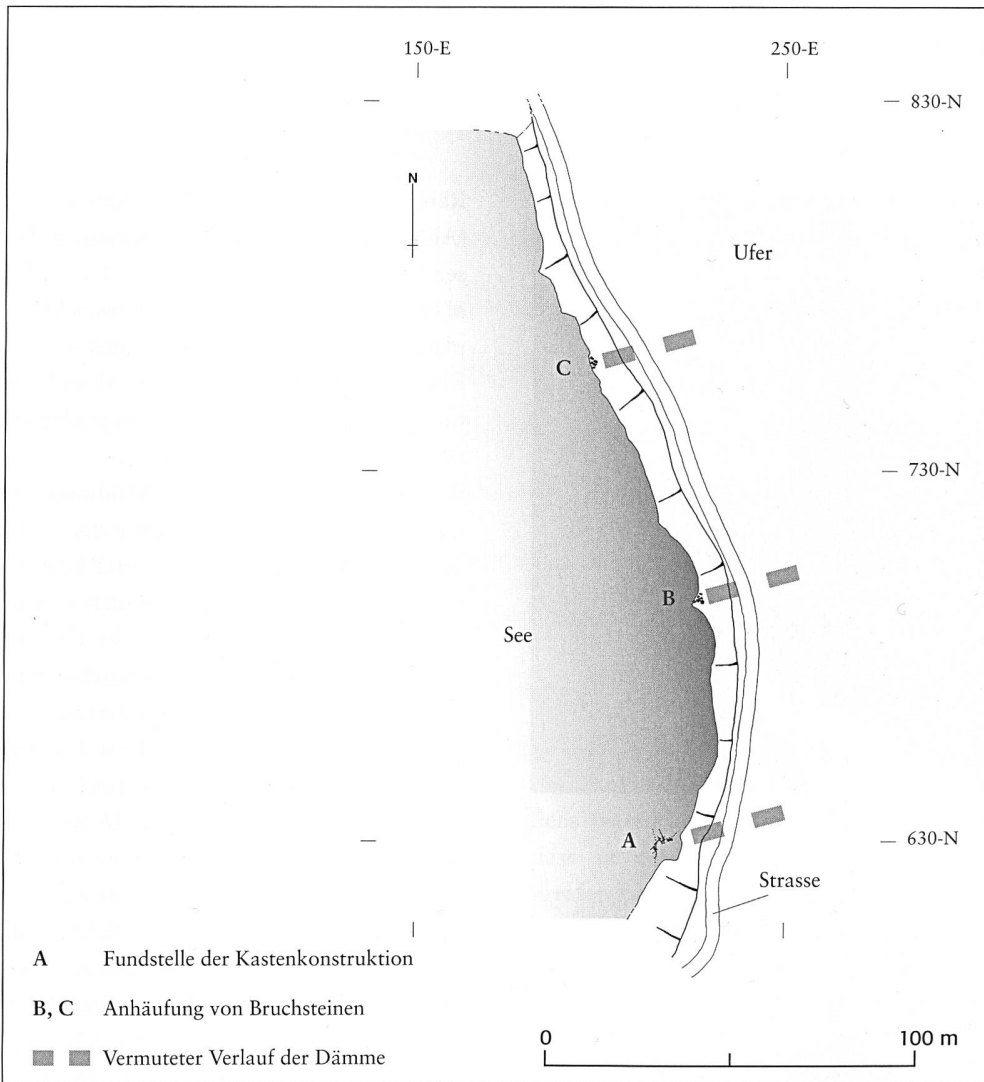 150-E 250-E
830-N
N
Ufer
C
730-N
B
See
A
630-N
Strasse
A Fundstelle der Kastenkonstruktion
B, C Anhäufung von Bruchsteinen
Vermuteter Verlauf der Dämme
0 100 m